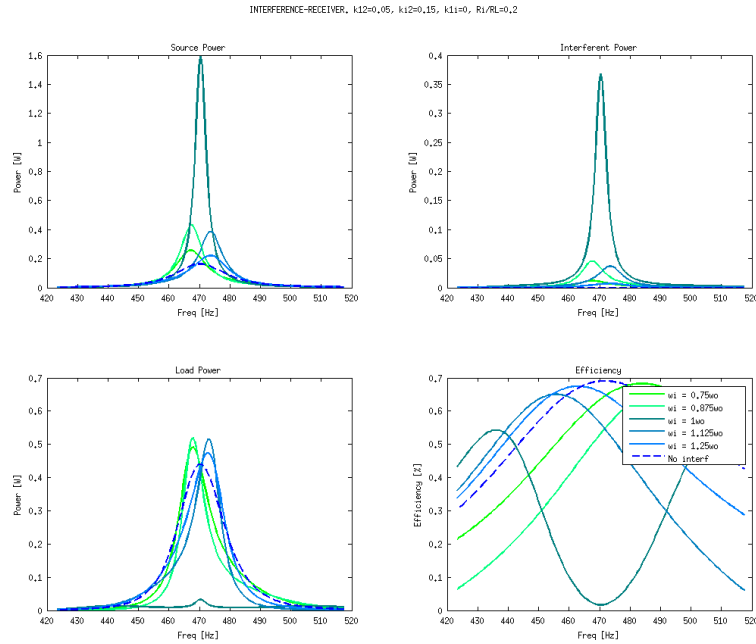 INTERFERENCE-RECEIVER. k12=0.05, ki2=0.15, k1i=0, Ri/RL=0.2
Source Power
Power [W]
1.6
1.4
1.2
1
0.8
0.6
0.4
0.2
0
420 430 440 450 460 470 480 490 500 510 520
Freq [Hz]
Interferent Power
Power [W]
0.4
0.35
0.3
0.25
0.2
0.15
0.1
0.05
0
420 430 440 450 460 470 480 490 500 510 520
Freq [Hz]
Load Power
Power [W]
0.7
0.6
0.5
0.4
0.3
0.2
0.1
0
420 430 440 450 460 470 480 490 500 510 520
Freq [Hz]
Efficiency
Efficiency [%]
0.7
0.6
0.5
0.4
0.3
0.2
0.1
0
420 430 440 450 460 470 480 490 500 510 520
Freq [Hz]
wi = 0.75wo
wi = 0.875wo
wi = 1wo
wi = 1.125wo
wi = 1.25wo
No interf